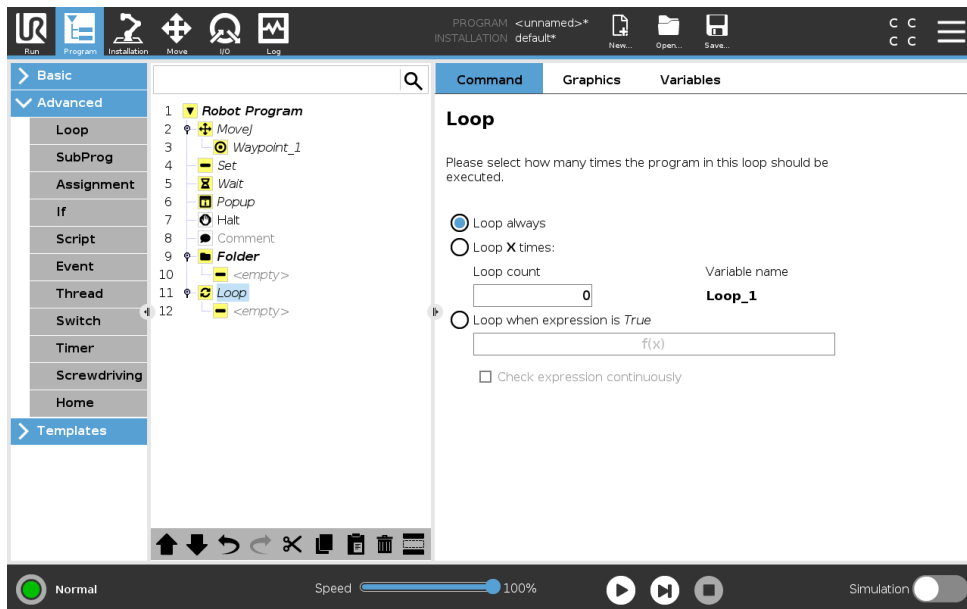 UR
Run
Program
Installation
Move
I/O
Log
PROGRAM <unnamed>*
INSTALLATION default*
New...
Open...
Save...
C C
C C
Basic
Advanced
Loop
SubProg
Assignment
If
Script
Event
Thread
Switch
Timer
Screwdriving
Home
Templates
1 Robot Program
2 MoveJ
3 Waypoint_1
4 Set
5 Wait
6 Popup
7 Halt
8 Comment
9 Folder
10 <empty>
11 Loop
12 <empty>
Command Graphics Variables
Loop
Please select how many times the program in this loop should be
executed.
Loop always
Loop X times:
Loop count Variable name
0 Loop_1
Loop when expression is True
f(x)
Check expression continuously
Normal
Speed 100%
Simulation